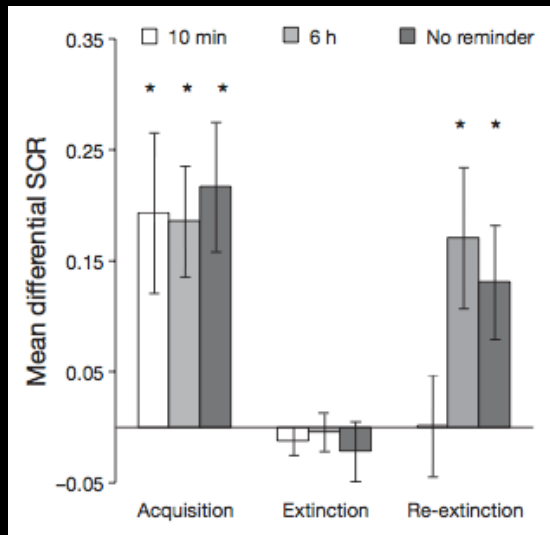 0.35
10 min
6 h
No reminder
* * *
* *
0.25
0.15
0.05
−0.05
Mean differential SCR
Acquisition
Extinction
Re-extinction